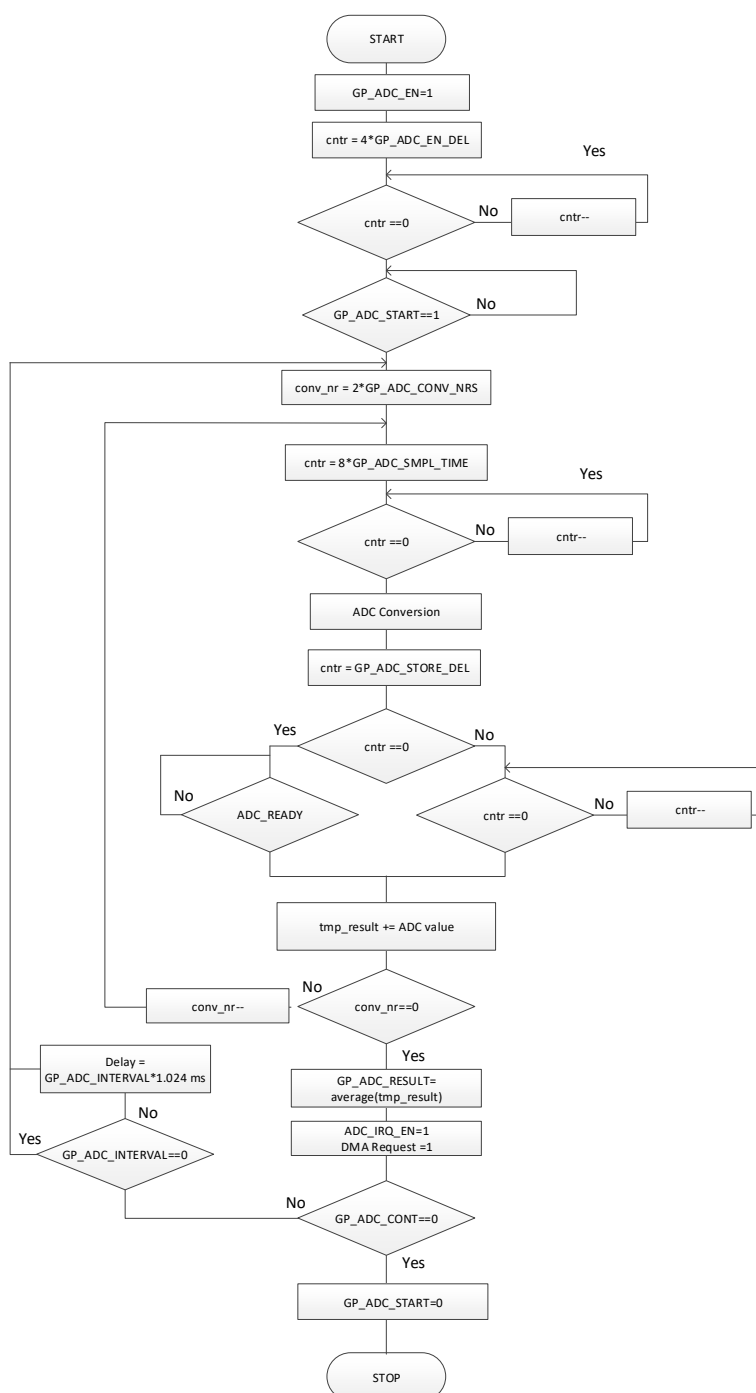 START
GP_ADC_EN=1
cntr = 4*GP_ADC_EN_DEL
Yes
cntr ==0
No
cntr--
GP_ADC_START==1
No
conv_nr = 2*GP_ADC_CONV_NRS
cntr = 8*GP_ADC_SMPL_TIME
Yes
cntr ==0
No
cntr--
ADC Conversion
cntr = GP_ADC_STORE_DEL
Yes
cntr ==0
No
No
ADC_READY
cntr ==0
No
cntr--
tmp_result += ADC value
No
conv_nr--
conv_nr==0
Yes
Delay =
GP_ADC_INTERVAL*1.024 ms
GP_ADC_RESULT=
average(tmp_result)
No
ADC_IRQ_EN=1
DMA Request =1
Yes
GP_ADC_INTERVAL==0
No
GP_ADC_CONT==0
Yes
GP_ADC_START=0
STOP